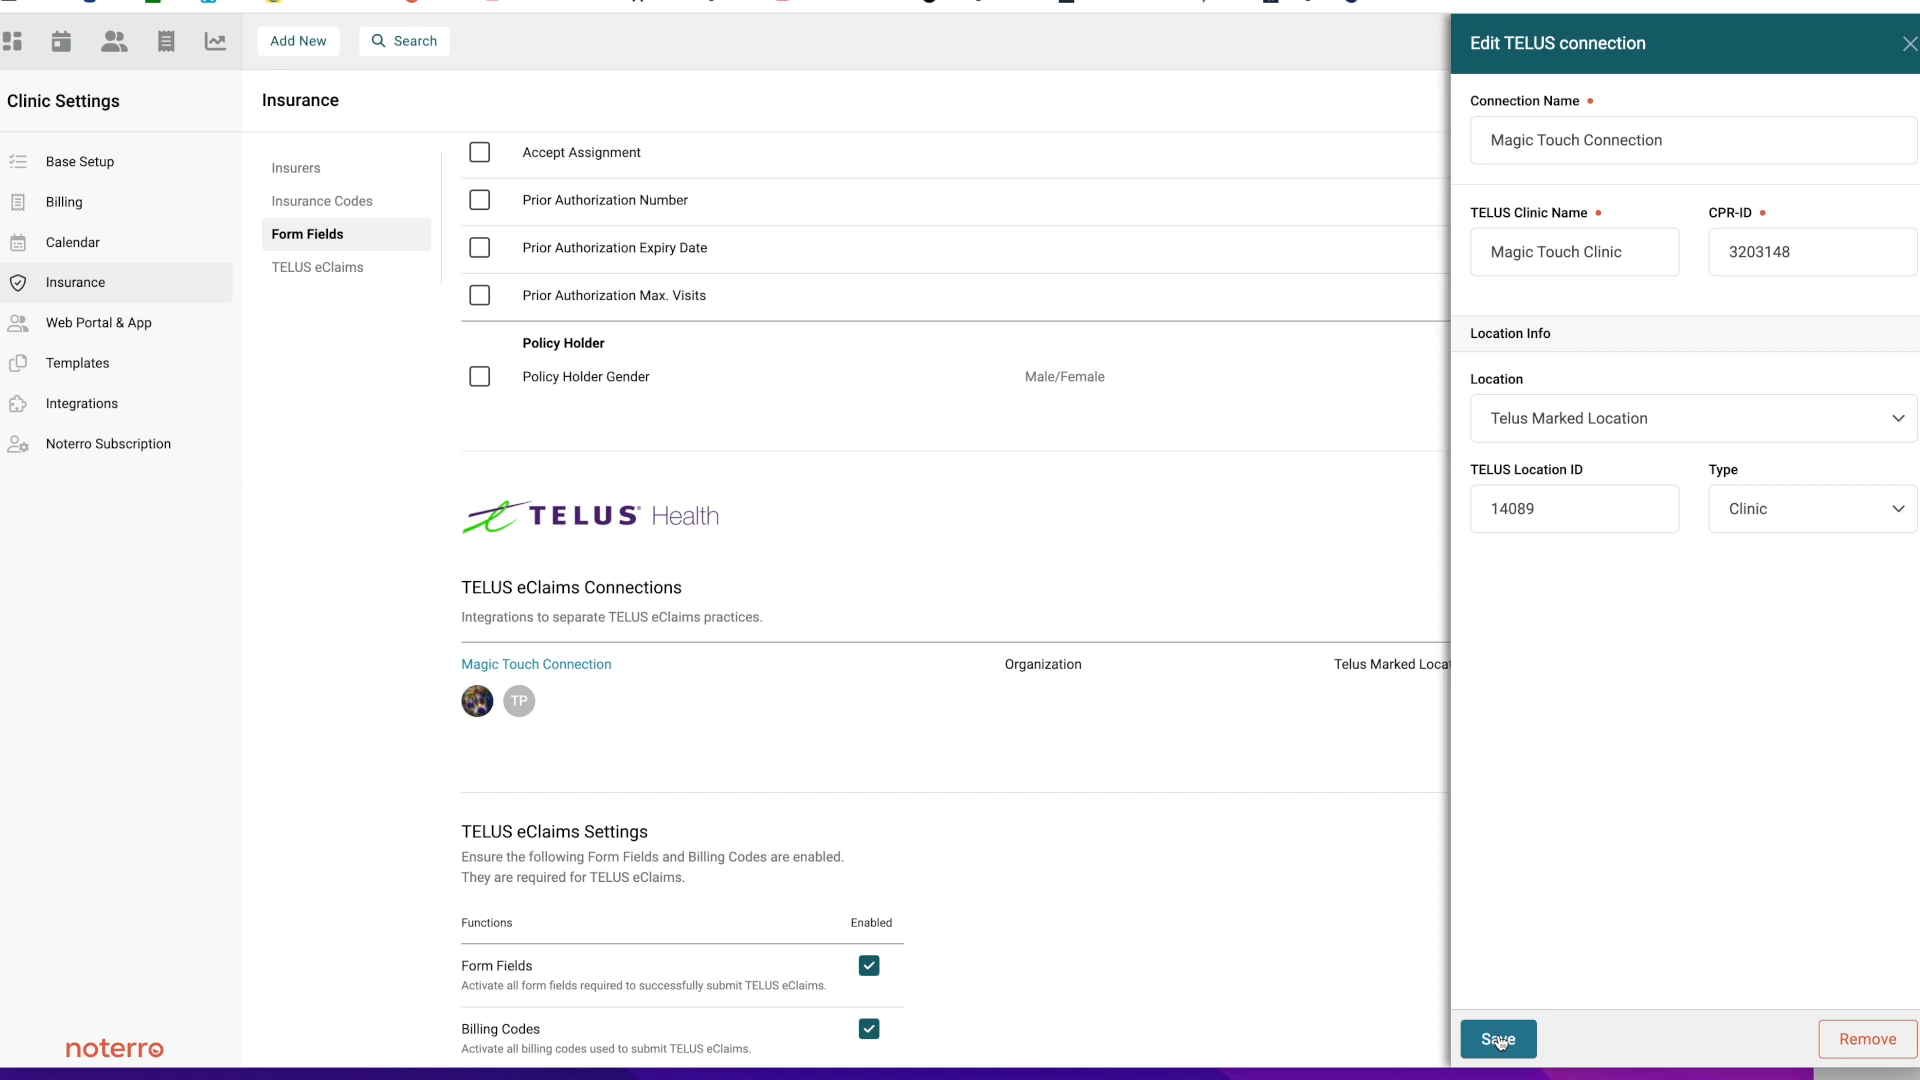 Add New
Search
Edit TELUS connection
Clinic Settings
Insurance
Connection Name
Magic Touch Connection
Base Setup
Billing
Calendar
Insurance
Web Portal & App
Templates
Integrations
Noterro Subscription
Insurers
Insurance Codes
Form Fields
TELUS eClaims
Accept Assignment
Prior Authorization Number
Prior Authorization Expiry Date
Prior Authorization Max. Visits
Policy Holder
Policy Holder Gender Male/Female
TELUS Health
TELUS eClaims Connections
Integrations to separate TELUS eClaims practices.
Magic Touch Connection Organization Telus Marked Locat
TP
TELUS eClaims Settings
Ensure the following Form Fields and Billing Codes are enabled.
They are required for TELUS eClaims.
Functions Enabled
Form Fields
Activate all form fields required to successfully submit TELUS eClaims.
Billing Codes
Activate all billing codes used to submit TELUS eClaims.
TELUS Clinic Name CPR-ID
Magic Touch Clinic 3203148
Location Info
Location
Telus Marked Location
TELUS Location ID Type
14089 Clinic
Save Remove
noterro